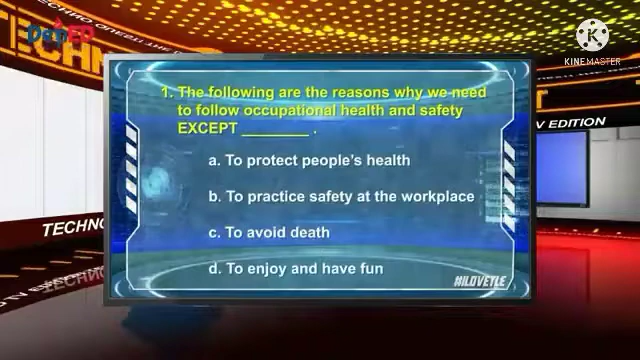 DepED
KINEMASTER
1. The following are the reasons why we need
to follow occupational health and safety
EXCEPT ________ .
a. To protect people's health
b. To practice safety at the workplace
c. To avoid death
d. To enjoy and have fun
#ILOVETLE
V EDITION
TECHNO